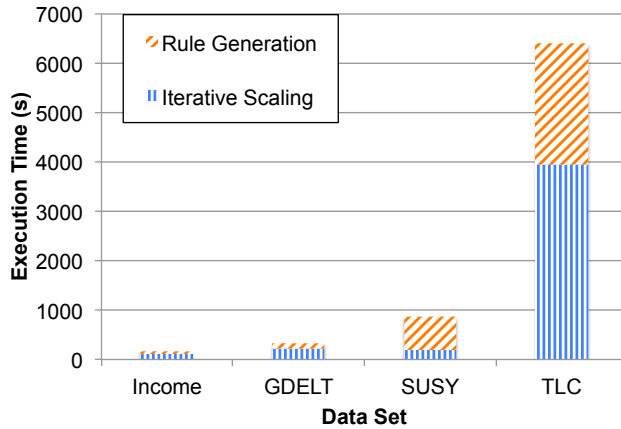 7000
6000
5000
4000
3000
2000
1000
0
Execution Time (s)
Rule Generation
Iterative Scaling
Income GDELT SUSY TLC
Data Set